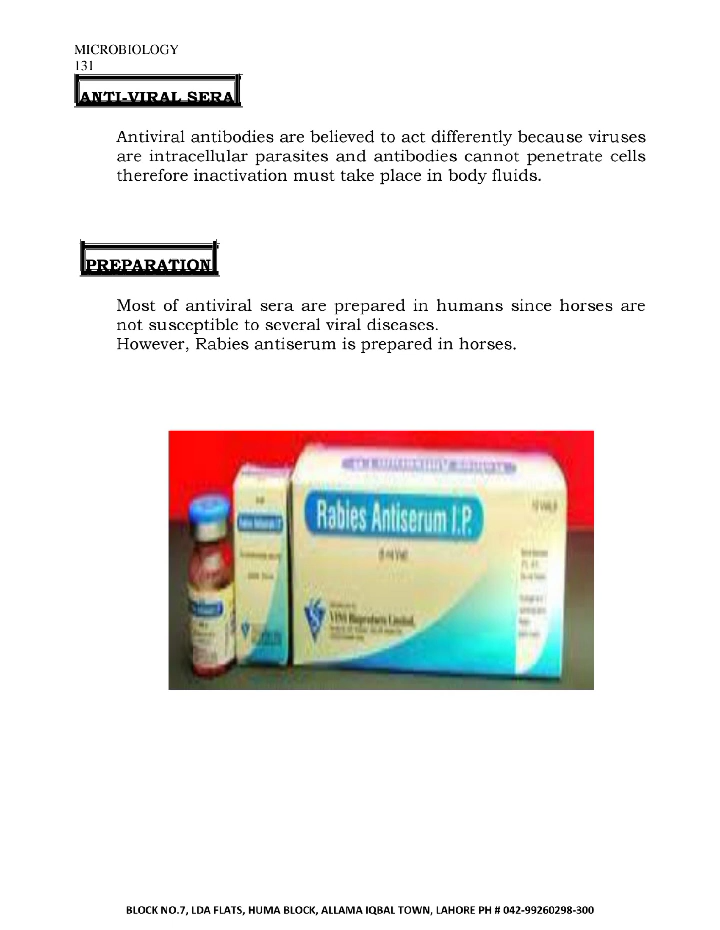 MICROBIOLOGY
131
ANTI-VIRAL SERA
Antiviral antibodies are believed to act differently because viruses
are intracellular parasites and antibodies cannot penetrate cells
therefore inactivation must take place in body fluids.
PREPARATION
Most of antiviral sera are prepared in humans since horses are
not susceptible to several viral diseases.
However, Rabies antiserum is prepared in horses.
Rabies Antiserum I.P.
VINS Bioproducts Limited.
BLOCK NO.7, LDA FLATS, HUMA BLOCK, ALLAMA IQBAL TOWN, LAHORE PH # 042-99260298-300